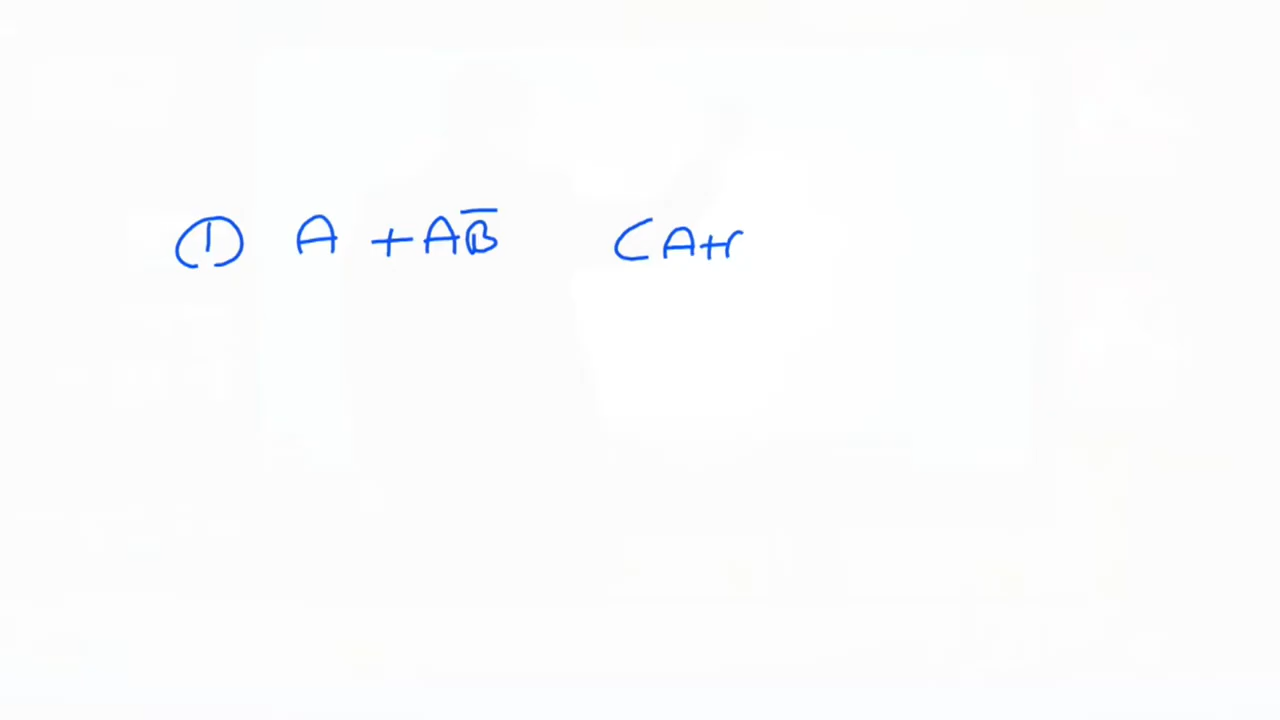 ① A + AB̅ (A+